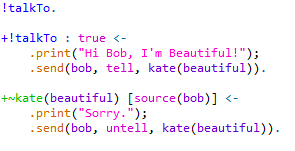 !talkTo.
+!talkTo : true <-
.print("Hi Bob, I'm Beautiful!");
.send(bob, tell, kate(beautiful)).
+~kate(beautiful) [source(bob)] <-
.print("Sorry.");
.send(bob, untell, kate(beautiful)).